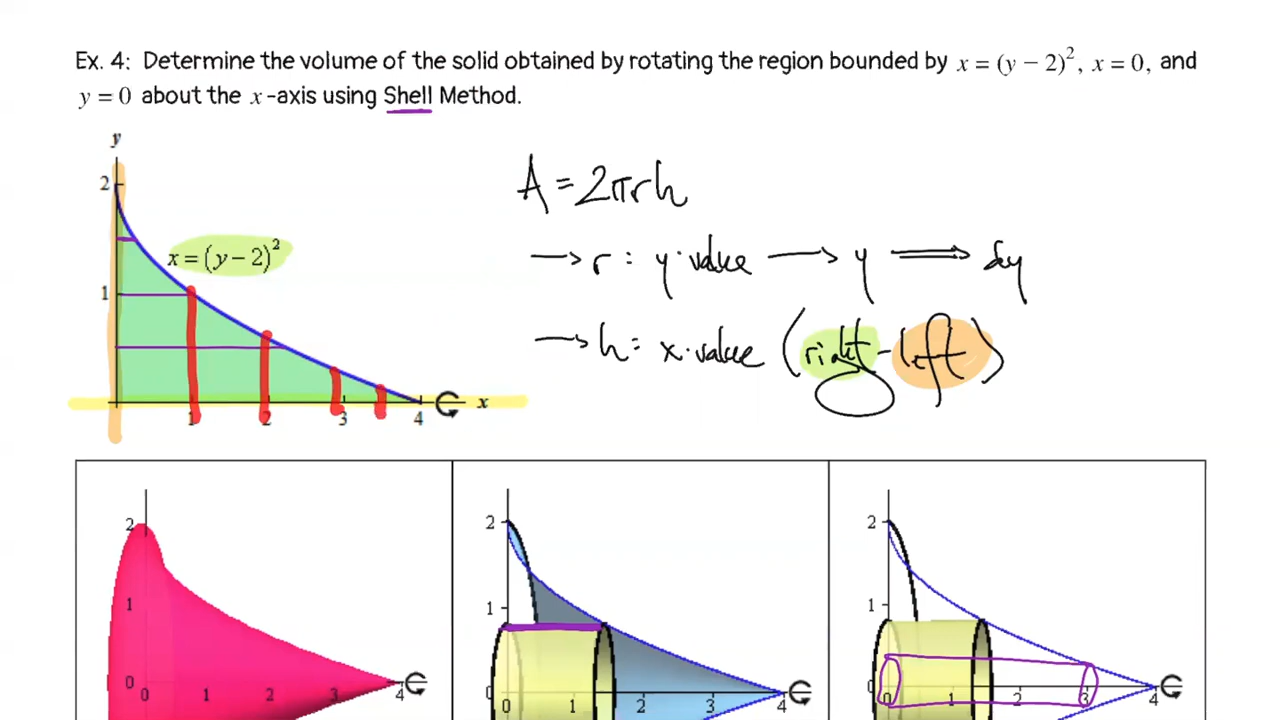 Ex. 4: Determine the volume of the solid obtained by rotating the region bounded by x = (y − 2)², x = 0, and
y = 0 about the x-axis using Shell Method.
y
2
x = (y − 2)²
1
1 2 3 4 x
A = 2πrh
→ r : y·value → y ⟹ dy
→ h: x·value (right - left)
2
1
0
0 1 2 3 4
2
1
0
0 1 2 3 4
2
1
0
0 1 2 3 4